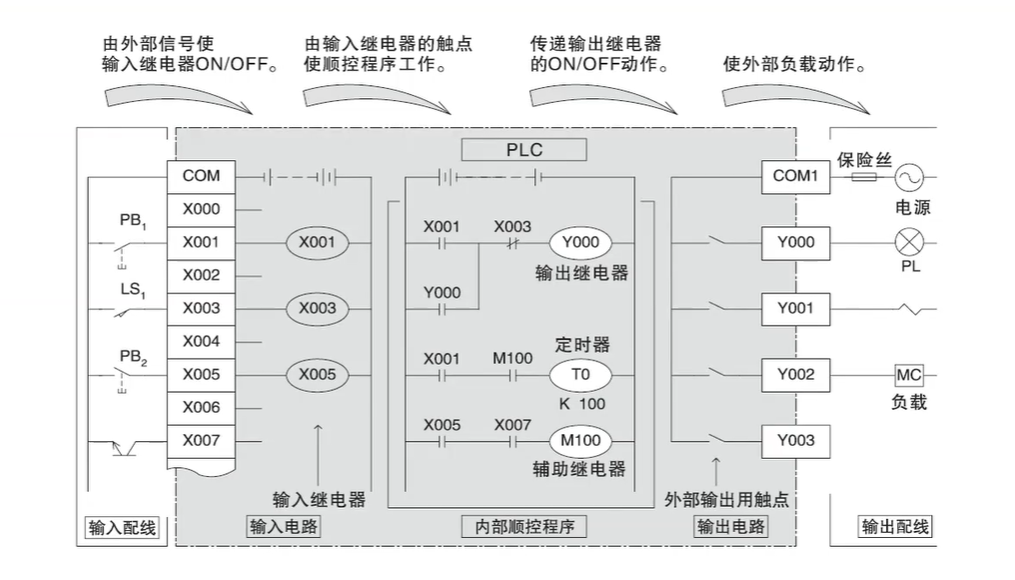 由外部信号使
输入继电器ON/OFF。
由输入继电器的触点
使顺控程序工作。
传递输出继电器
的ON/OFF动作。
使外部负载动作。
PLC
COM
X000
X001
X002
X003
X004
X005
X006
X007
PB1
LS1
PB2
X001
X003
X005
输入继电器
X001
X003
Y000
输出继电器
Y000
定时器
X001
M100
T0
K 100
X005
X007
M100
辅助继电器
COM1
Y000
Y001
Y002
Y003
外部输出用触点
保险丝
电源
PL
MC
负载
输入配线
输入电路
内部顺控程序
输出电路
输出配线